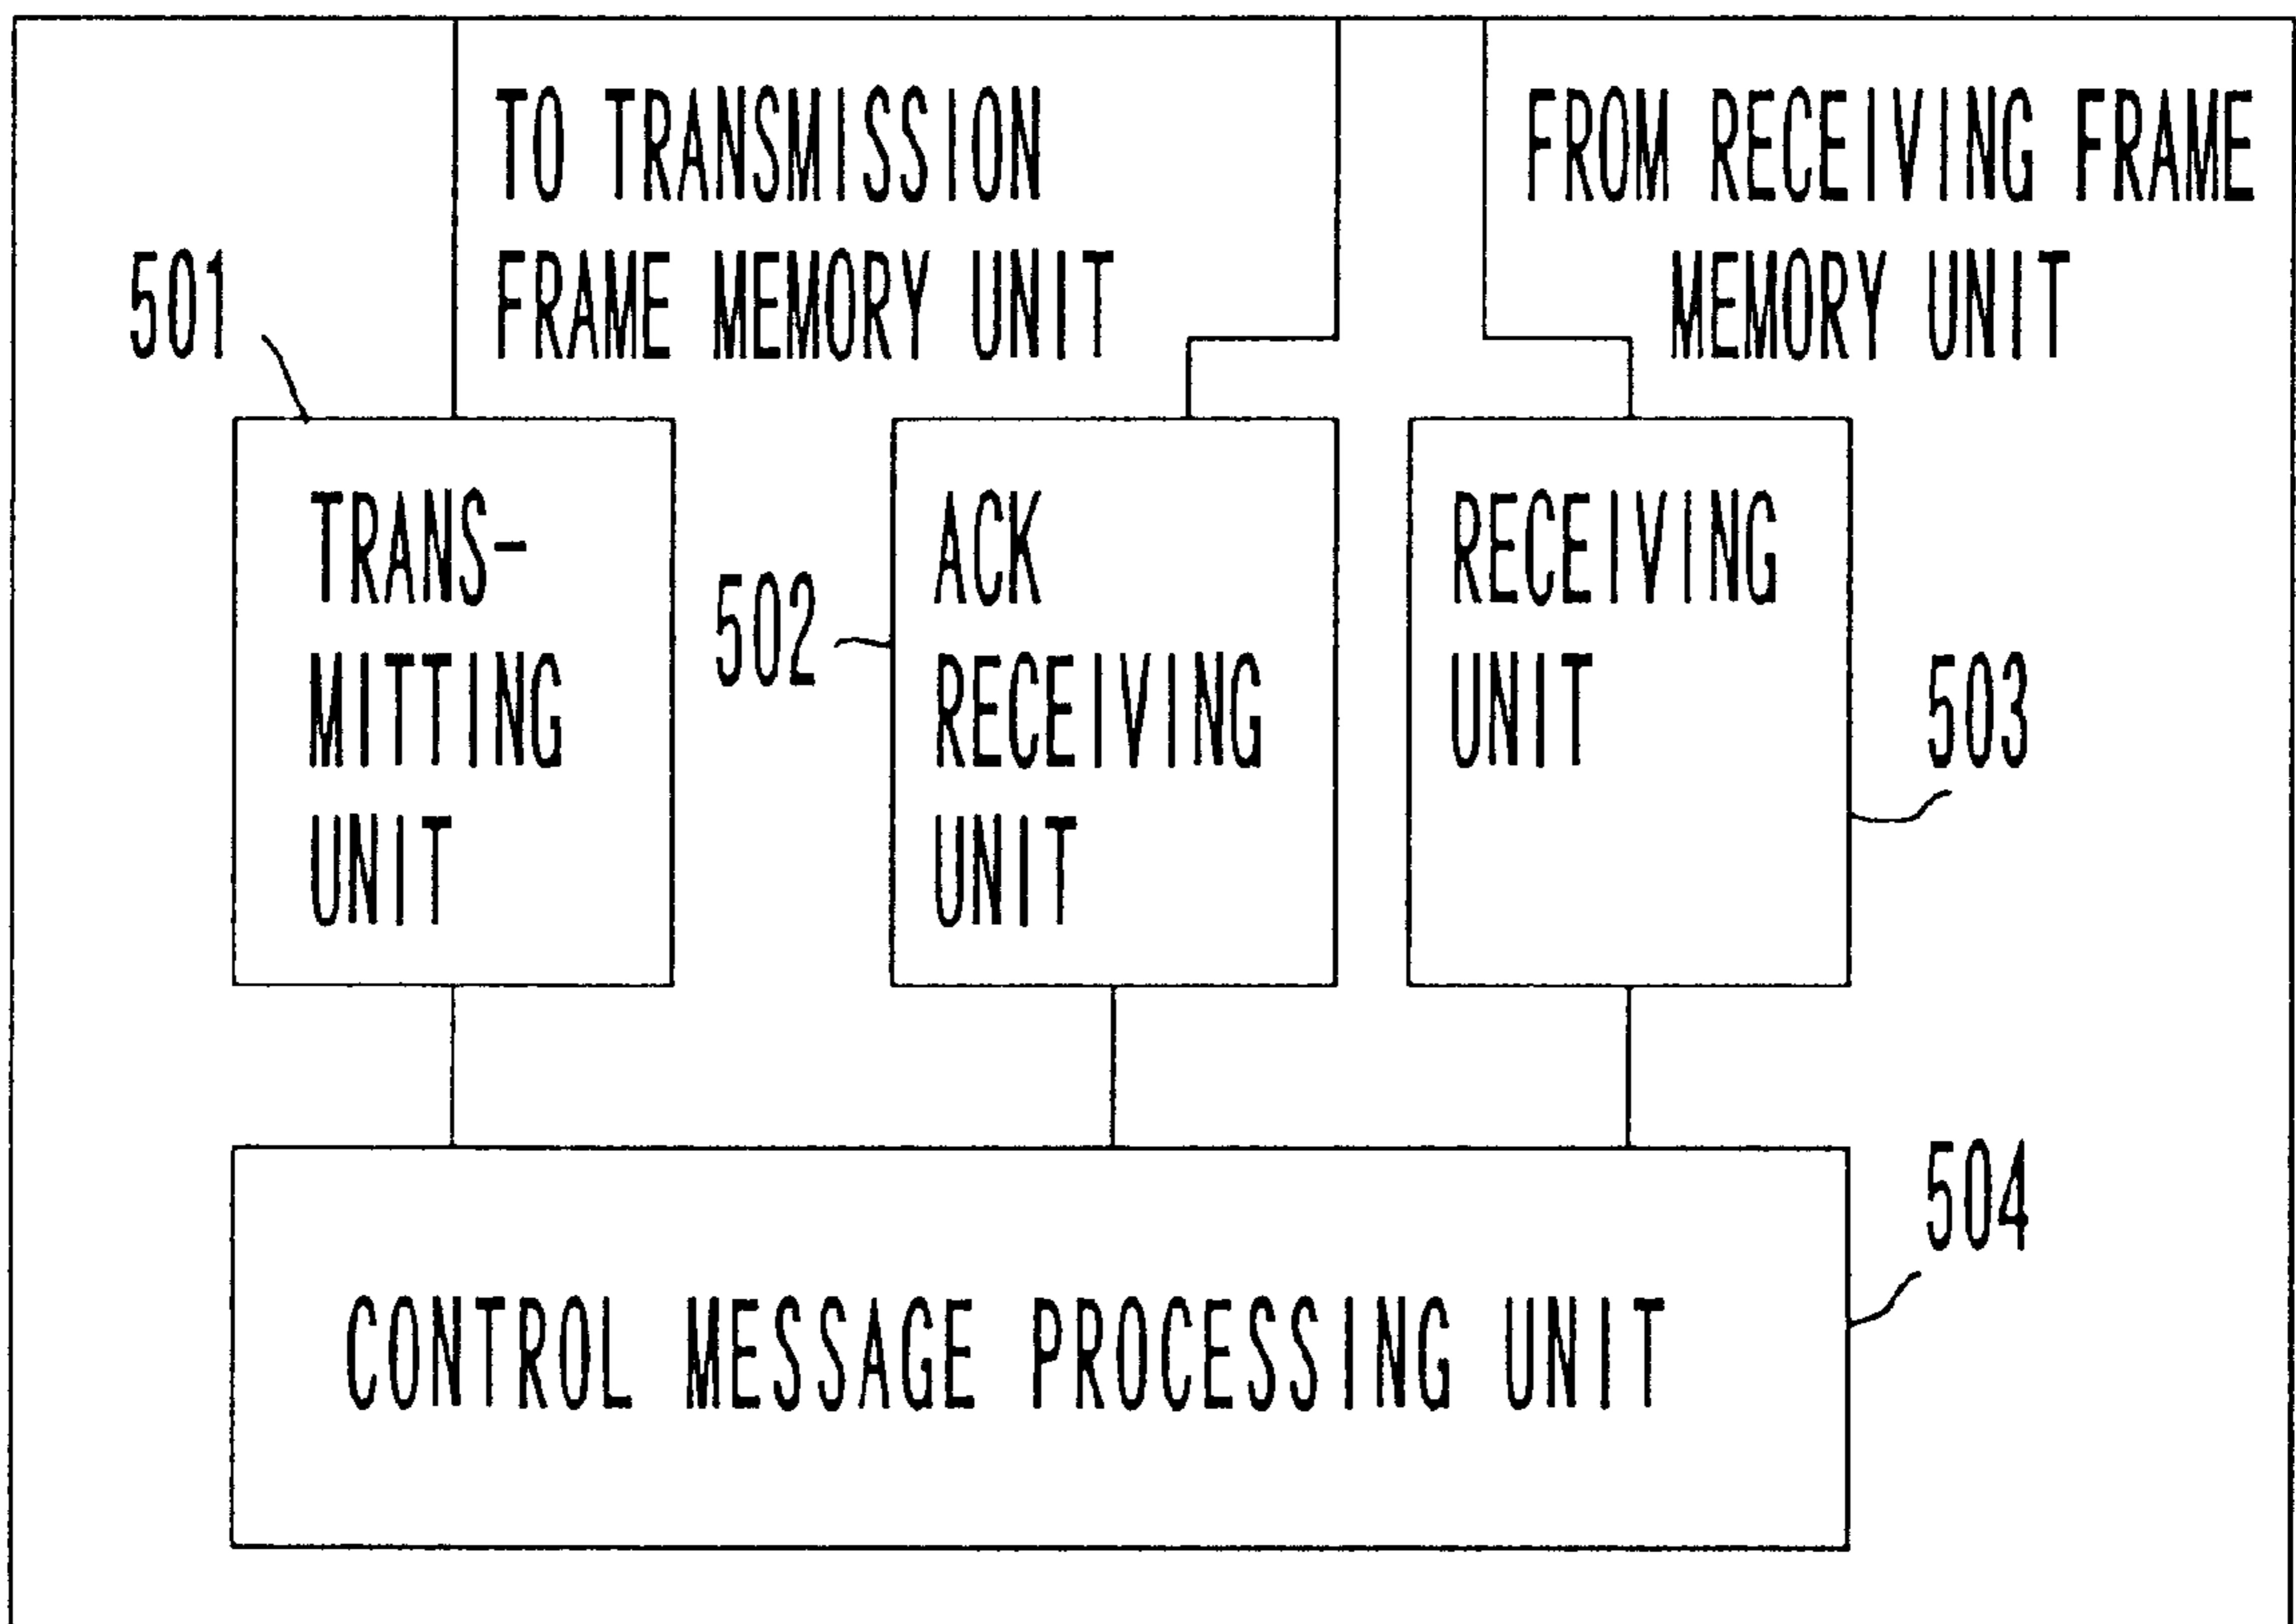 TO TRANSMISSION
FRAME MEMORY UNIT
FROM RECEIVING FRAME
MEMORY UNIT
501
TRANS-
MITTING
UNIT
502
ACK
RECEIVING
UNIT
RECEIVING
UNIT
503
504
CONTROL MESSAGE PROCESSING UNIT